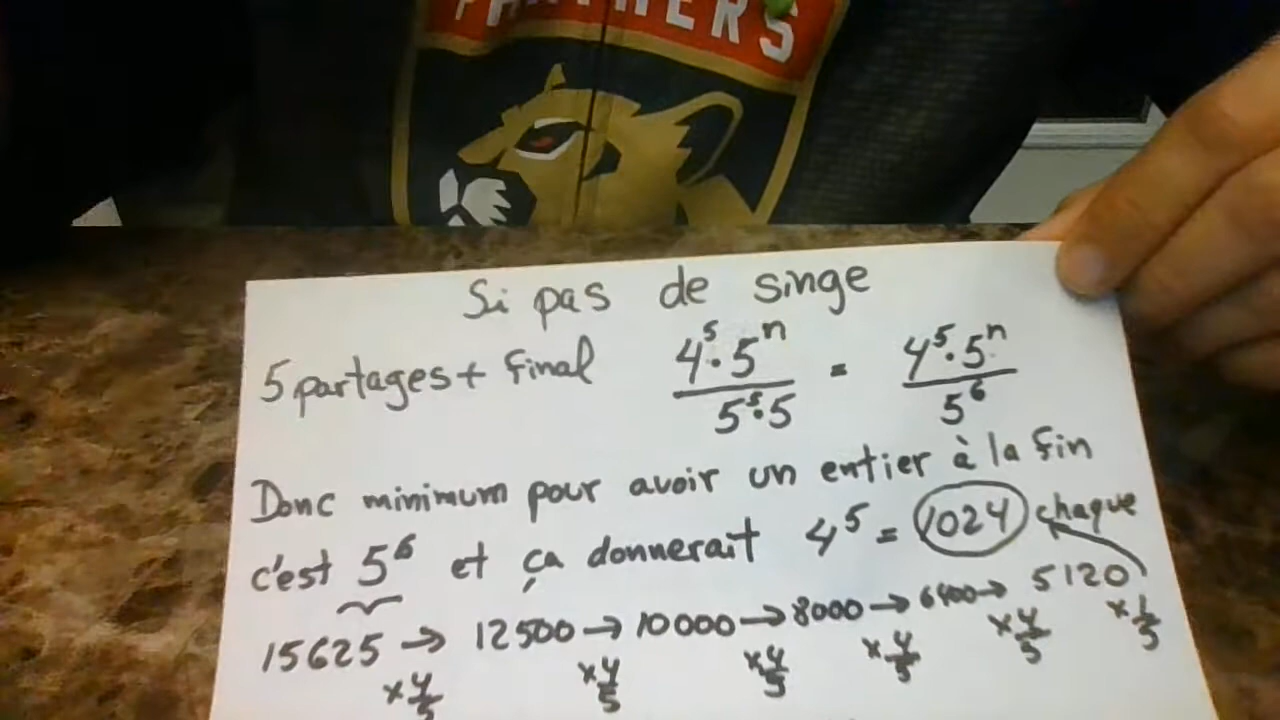 PANTHERS
Si pas de singe
5 partages + final 4⁵·5ⁿ / 5⁵·5 = 4⁵·5ⁿ / 5⁶
Donc minimum pour avoir un entier à la fin
c'est 5⁶ et ça donnerait 4⁵ = 1024 chaque
15625 → 12500 → 10000 → 8000 → 6400 → 5120
×4/5 ×4/5 ×4/5 ×4/5 ×4/5 ×1/5